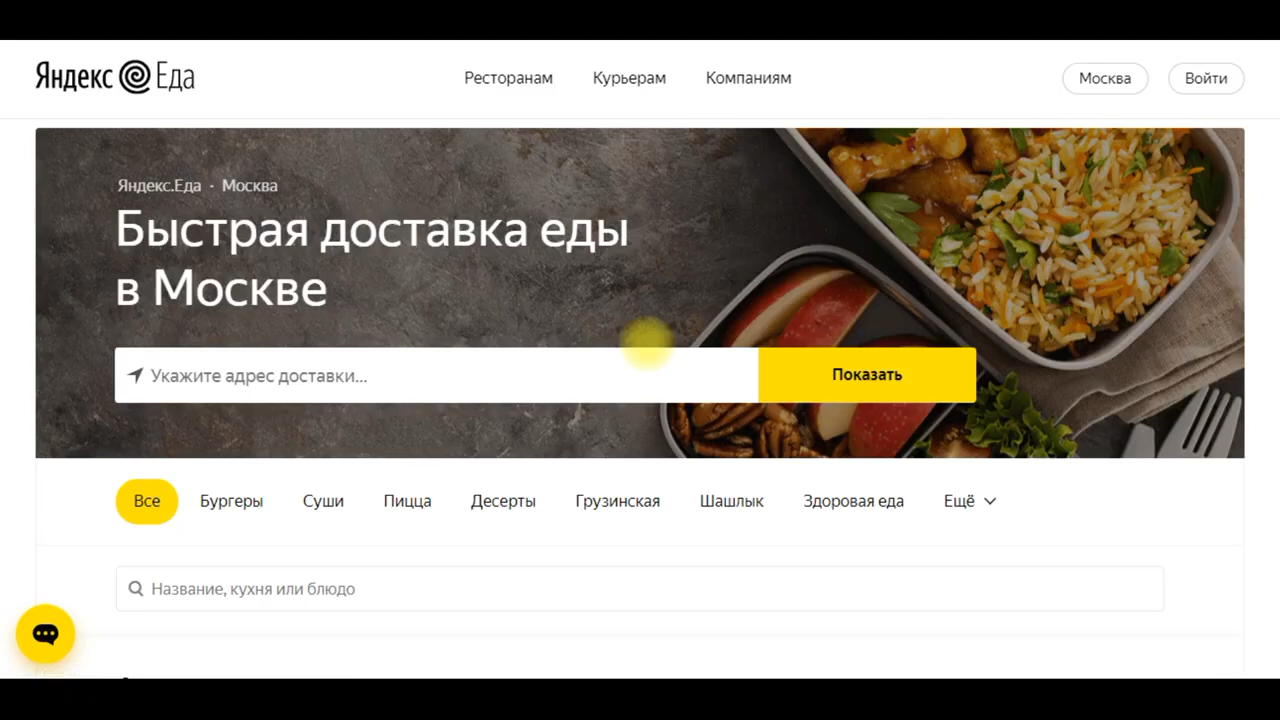 Яндекс Еда
Ресторанам
Курьерам
Компаниям
Москва
Войти
Яндекс.Еда · Москва
Быстрая доставка еды
в Москве
Укажите адрес доставки...
Показать
Все
Бургеры
Суши
Пицца
Десерты
Грузинская
Шашлык
Здоровая еда
Ещё
Название, кухня или блюдо